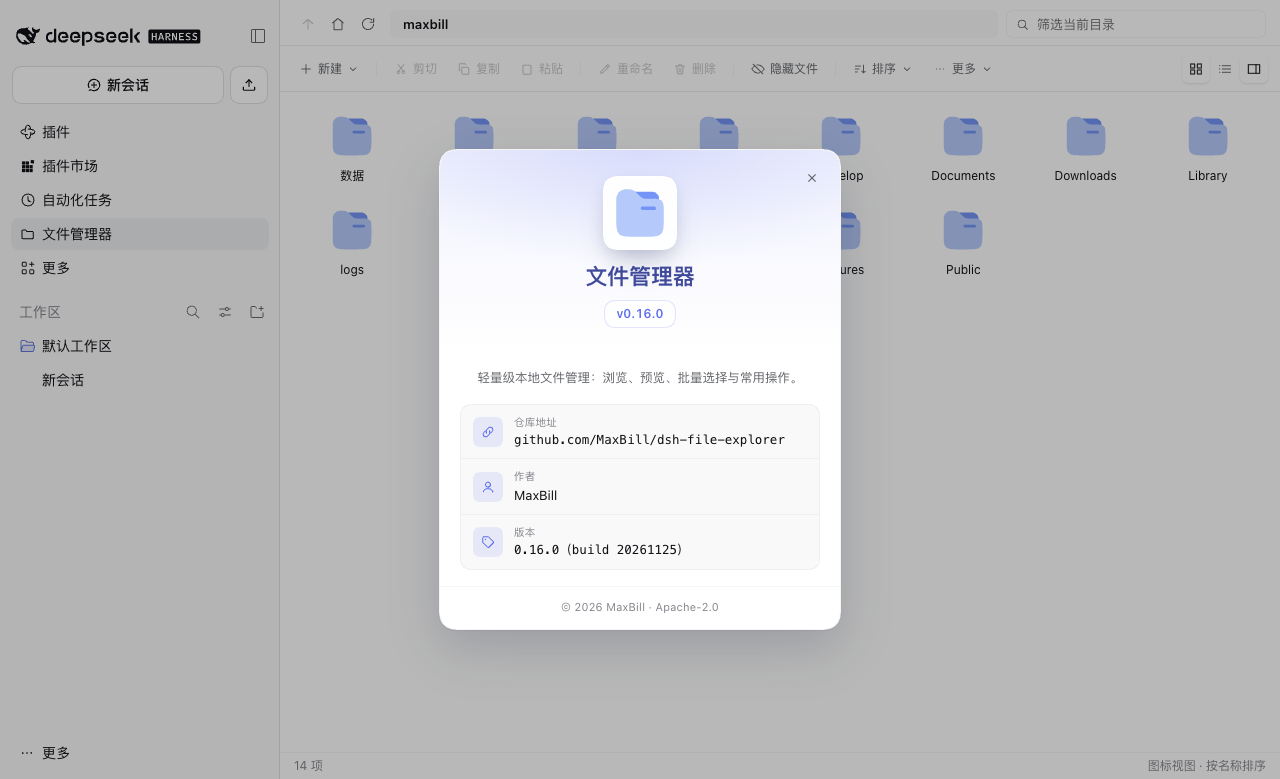 deepseek HARNESS
新会话
插件
插件市场
自动化任务
文件管理器
更多
工作区
默认工作区
新会话
更多
maxbill
筛选当前目录
新建
剪切
复制
粘贴
重命名
删除
隐藏文件
排序
更多
数据
elop
Documents
Downloads
Library
logs
ures
Public
文件管理器
v0.16.0
轻量级本地文件管理：浏览、预览、批量选择与常用操作。
仓库地址
github.com/MaxBill/dsh-file-explorer
作者
MaxBill
版本
0.16.0 (build 20261125)
© 2026 MaxBill · Apache-2.0
14 项
图标视图 · 按名称排序